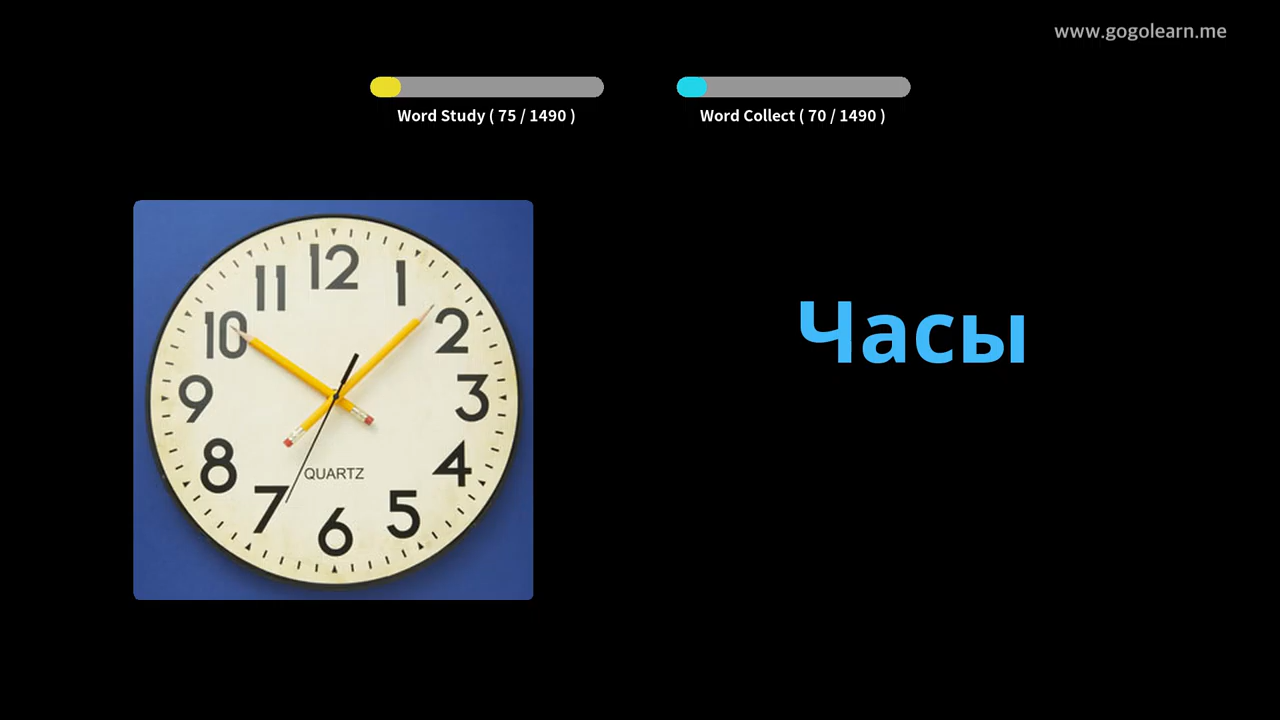 www.gogolearn.me
Word Study ( 75 / 1490 )
Word Collect ( 70 / 1490 )
12
11
1
10
2
9
3
8
4
7
5
6
QUARTZ
Часы